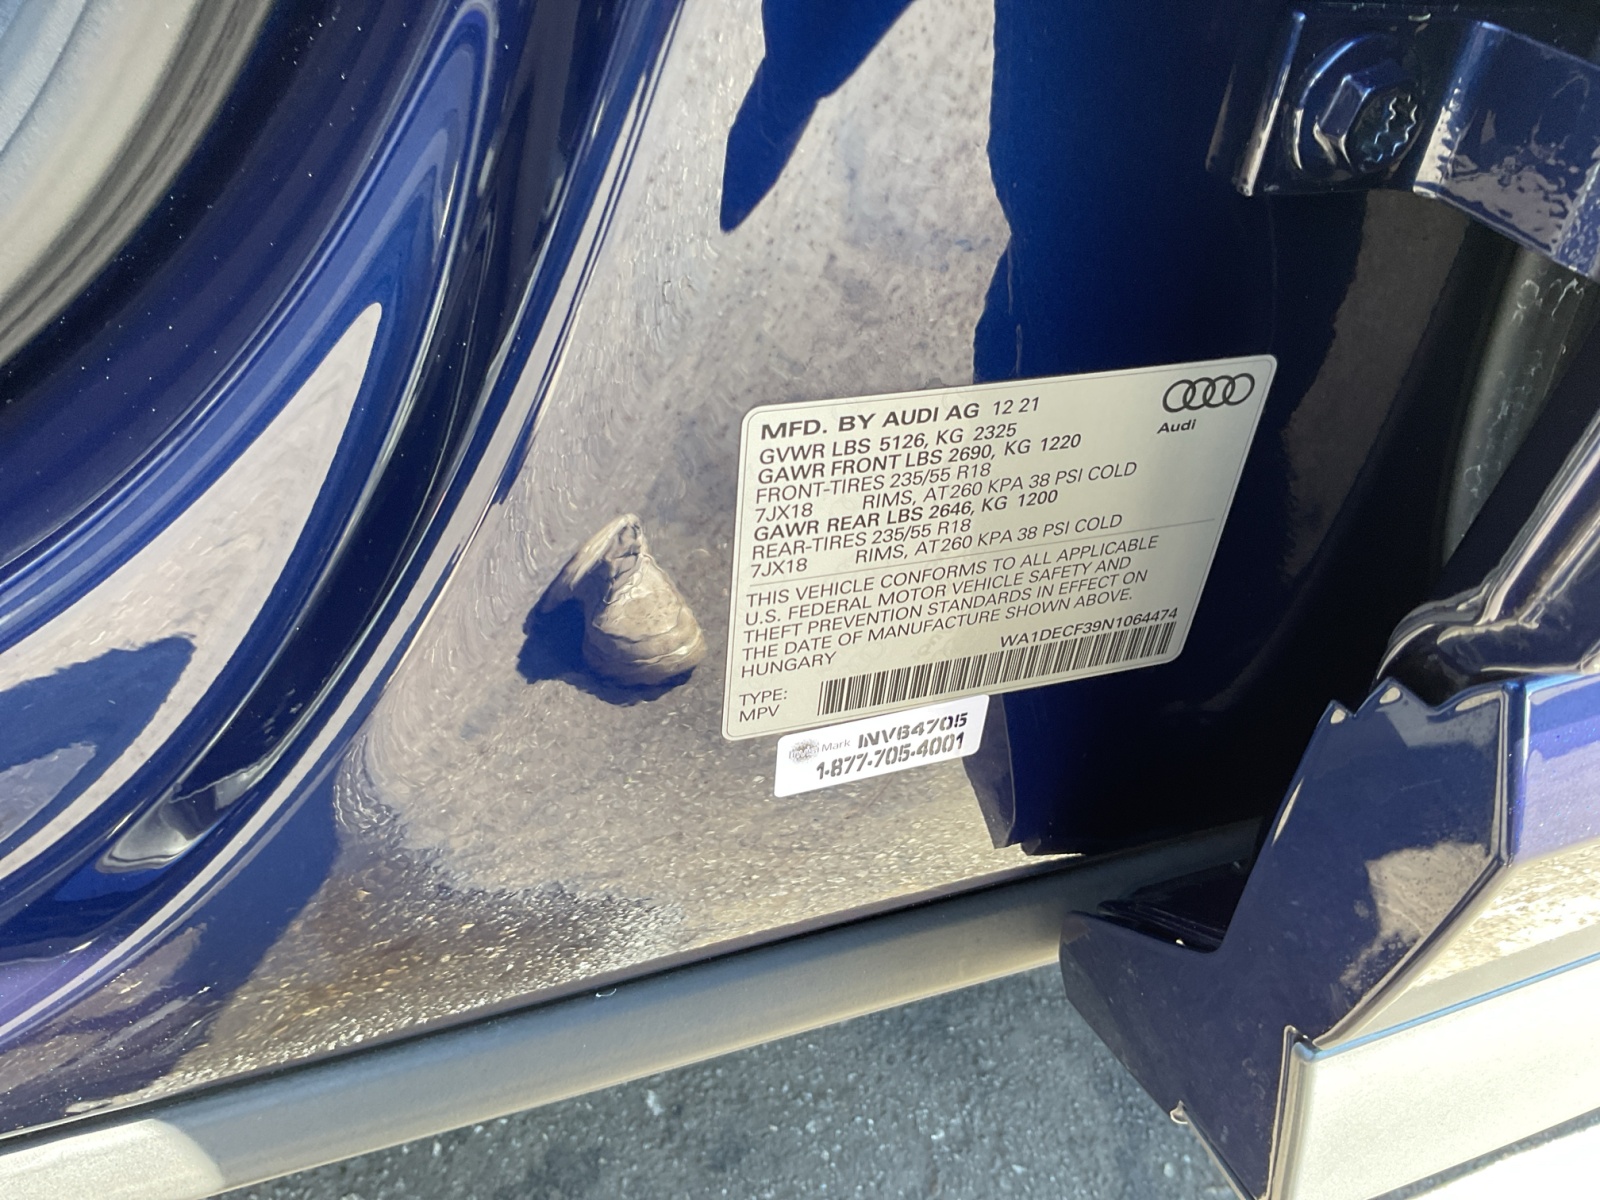 MFD. BY AUDI AG 12 21
Audi
GVWR LBS 5126, KG 2325
GAWR FRONT LBS 2690, KG 1220
FRONT-TIRES 235/55 R18
7JX18 RIMS, AT260 KPA 38 PSI COLD
GAWR REAR LBS 2646, KG 1200
REAR-TIRES 235/55 R18
7JX18 RIMS, AT260 KPA 38 PSI COLD
THIS VEHICLE CONFORMS TO ALL APPLICABLE
U.S. FEDERAL MOTOR VEHICLE SAFETY AND
THEFT PREVENTION STANDARDS IN EFFECT ON
THE DATE OF MANUFACTURE SHOWN ABOVE.
HUNGARY WA1DECF39N1064474
TYPE:
MPV
Mark INV64705
1-877-705-4001